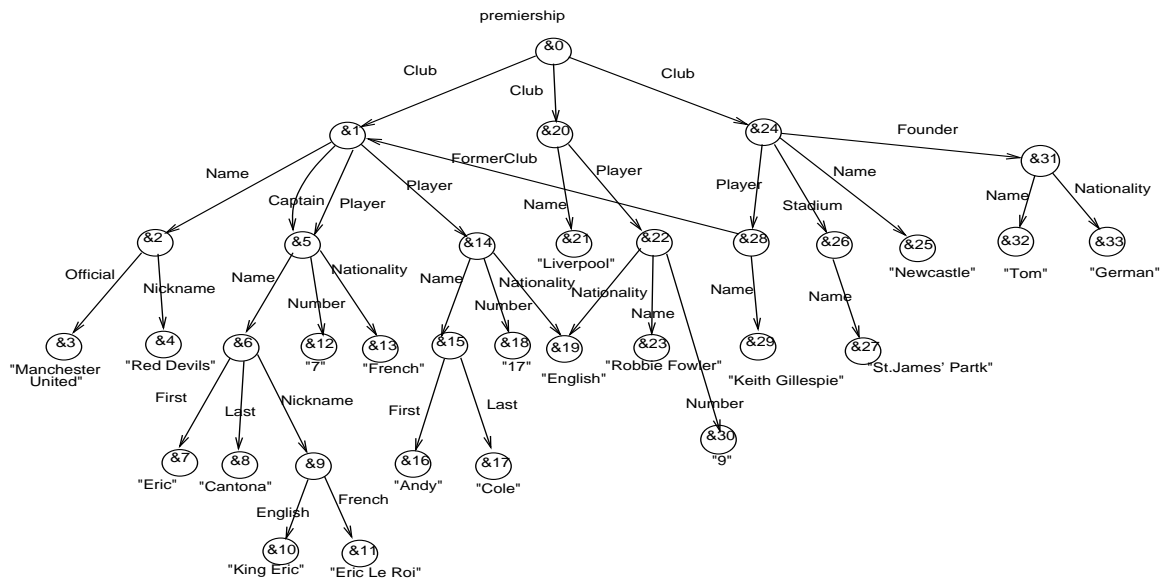 premiership
&0
Club
Club
Club
&1
&20
&24
Founder
FormerClub
&31
Name
Captain
Player
Player
Name
Player
Player
Stadium
Name
Name
Nationality
&2
&5
&14
&21
&22
&28
&26
&25
&32
&33
"Liverpool"
"Newcastle"
"Tom"
"German"
Official
Nickname
Name
Number
Nationality
Name
Number
Nationality
Nationality
Name
Name
Name
&3
&4
&6
&12
&13
&15
&18
&19
&23
&29
&27
"Manchester
United"
"Red Devils"
"7"
"French"
"17"
"English"
"Robbie Fowler"
"Keith Gillespie"
"St.James’ Partk"
First
Last
Nickname
First
Last
Number
&30
"9"
&7
&8
&9
&16
&17
"Eric"
"Cantona"
"Andy"
"Cole"
English
French
&10
&11
"King Eric"
"Eric Le Roi"